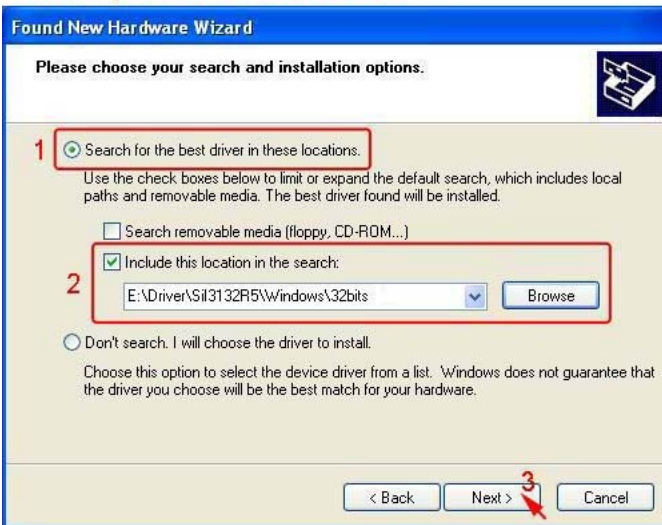 Found New Hardware Wizard
Please choose your search and installation options.
1
Search for the best driver in these locations.
Use the check boxes below to limit or expand the default search, which includes local
paths and removable media. The best driver found will be installed.
Search removable media (floppy, CD-ROM...)
2
Include this location in the search:
E:\Driver\SiI3132R5\Windows\32bits
Browse
Don't search. I will choose the driver to install.
Choose this option to select the device driver from a list. Windows does not guarantee that
the driver you choose will be the best match for your hardware.
3
< Back Next > Cancel